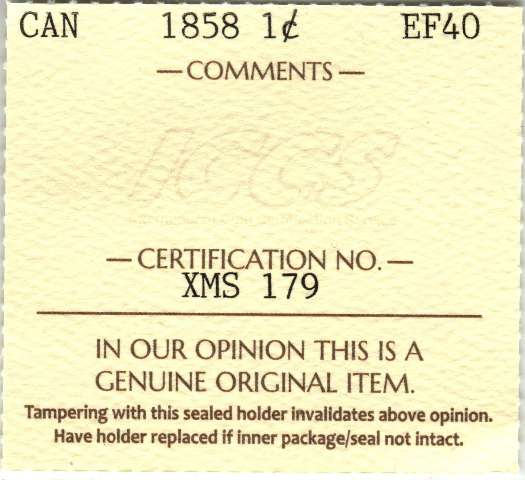 CAN 1858 1¢ EF40
— COMMENTS —
ICCS
— CERTIFICATION NO. —
XMS 179
IN OUR OPINION THIS IS A
GENUINE ORIGINAL ITEM.
Tampering with this sealed holder invalidates above opinion.
Have holder replaced if inner package/seal not intact.